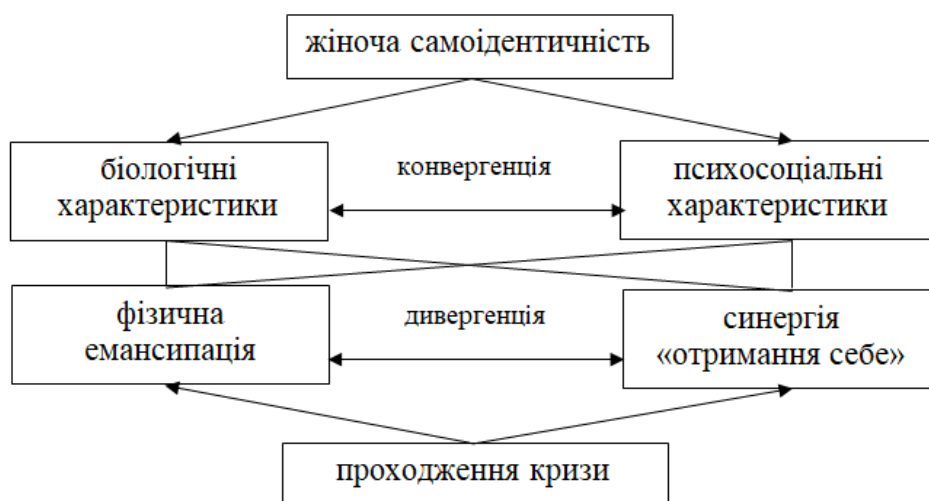 жіноча самоідентичність
біологічні
характеристики
конвергенція
психосоціальні
характеристики
фізична
емансипація
дивергенція
синергія
«отримання себе»
проходження кризи